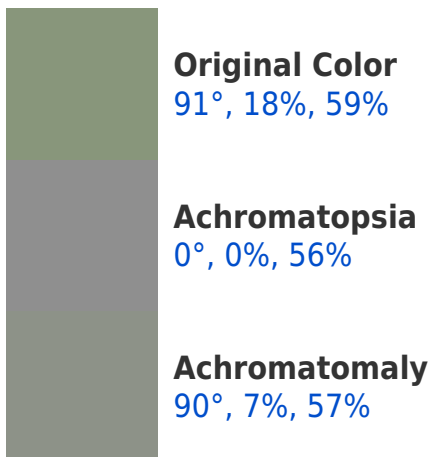 Original Color
91°, 18%, 59%
Achromatopsia
0°, 0%, 56%
Achromatomaly
90°, 7%, 57%